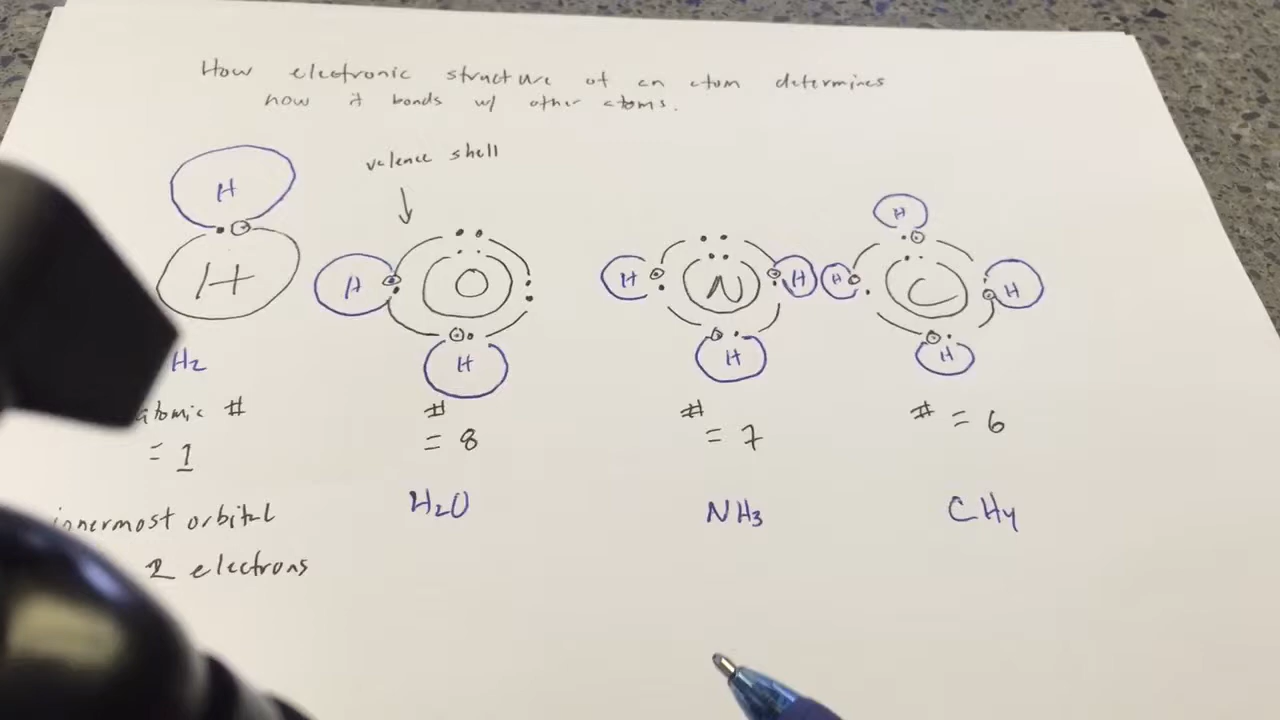 How electronic structure of an atom determines
how it bonds w/ other atoms.
valence shell
H
H
H
O
H
H
N
H
H
H
H
C
H
H
H2
atomic #
= 1
#
= 8
#
= 7
# = 6
H2O
NH3
CH4
innermost orbital
2 electrons